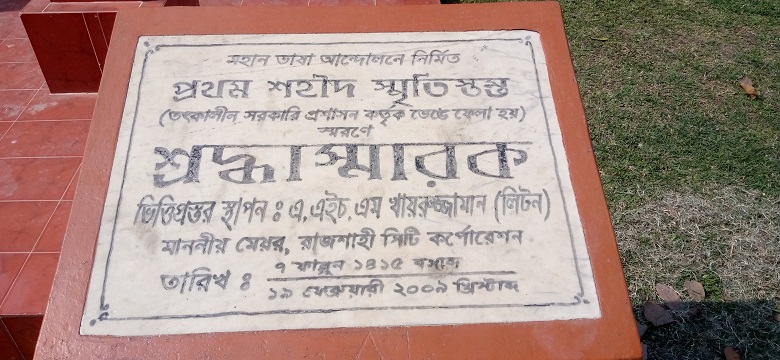 মহান ভাষা আন্দোলনে নির্মিত
প্রথম শহীদ স্মৃতিস্তম্ভ
(তৎকালীন সরকারি প্রশাসন কর্তৃক ভেঙ্গে ফেলা হয়)
স্মরণে
শ্রদ্ধাস্মারক
ভিত্তিপ্রস্তর স্থাপন : এ,এইচ,এম খায়রুজ্জামান (লিটন)
মাননীয় মেয়র, রাজশাহী সিটি কর্পোরেশন
তারিখ : ৭ ফাল্গুন ১৪১৫ বঙ্গাব্দ
১৯ ফেব্রুয়ারী ২০০৯ খ্রিস্টাব্দ